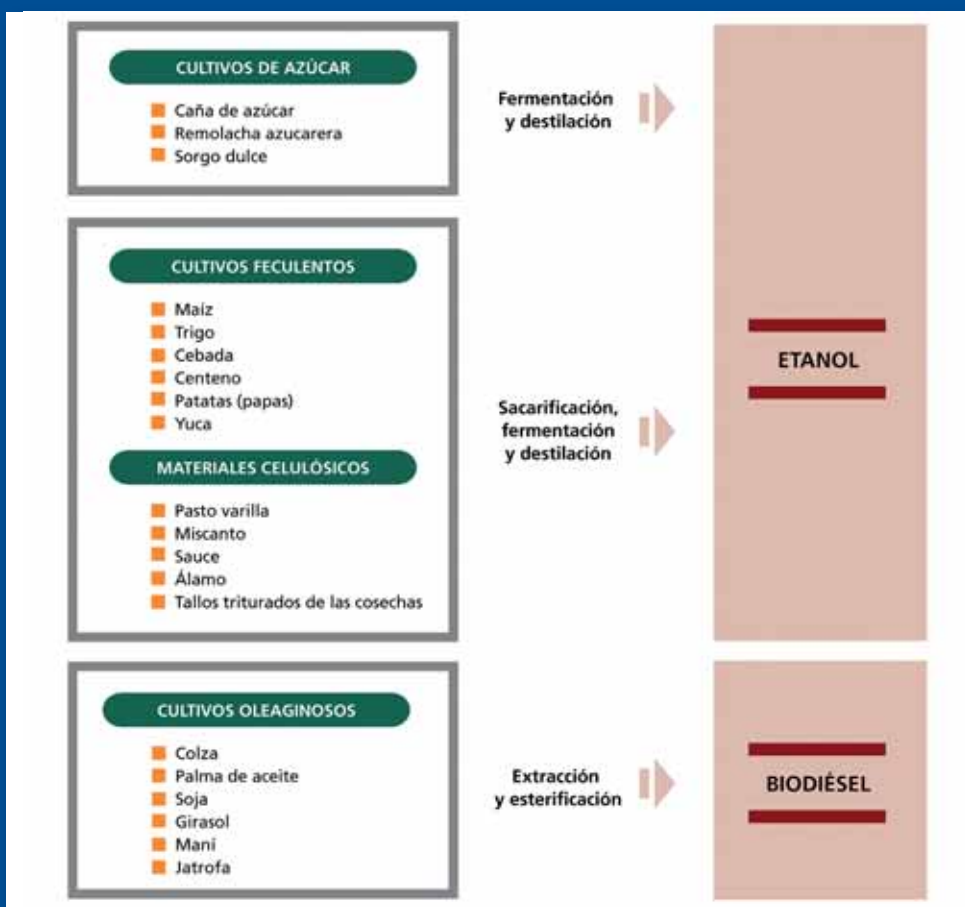 CULTIVOS DE AZÚCAR
Caña de azúcar
Remolacha azucarera
Sorgo dulce
Fermentación
y destilación
CULTIVOS FECULENTOS
Maíz
Trigo
Cebada
Centeno
Patatas (papas)
Yuca
MATERIALES CELULÓSICOS
Pasto varilla
Miscanto
Sauce
Álamo
Tallos triturados de las cosechas
Sacarificación,
fermentación
y destilación
ETANOL
CULTIVOS OLEAGINOSOS
Colza
Palma de aceite
Soja
Girasol
Maní
Jatrofa
Extracción
y esterificación
BIODIÉSEL